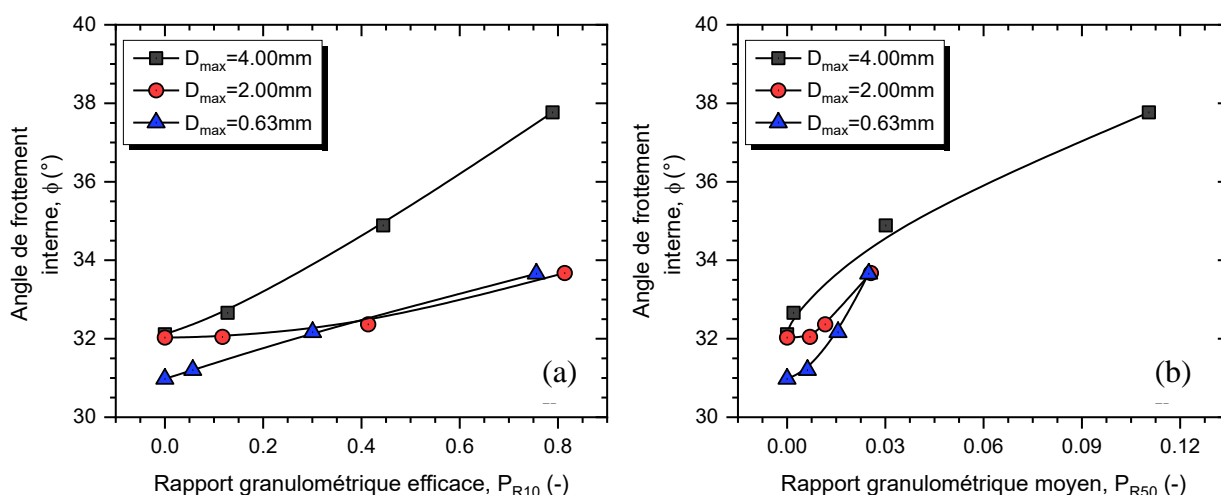 40
38
36
34
32
30
Angle de frottement
interne, ϕ (°)
D_max=4.00mm
D_max=2.00mm
D_max=0.63mm
(a)
0.0 0.2 0.4 0.6 0.8
Rapport granulométrique efficace, P_R10 (-)
40
38
36
34
32
30
Angle de frottement
interne, ϕ (°)
D_max=4.00mm
D_max=2.00mm
D_max=0.63mm
(b)
0.00 0.03 0.06 0.09 0.12
Rapport granulométrique moyen, P_R50 (-)